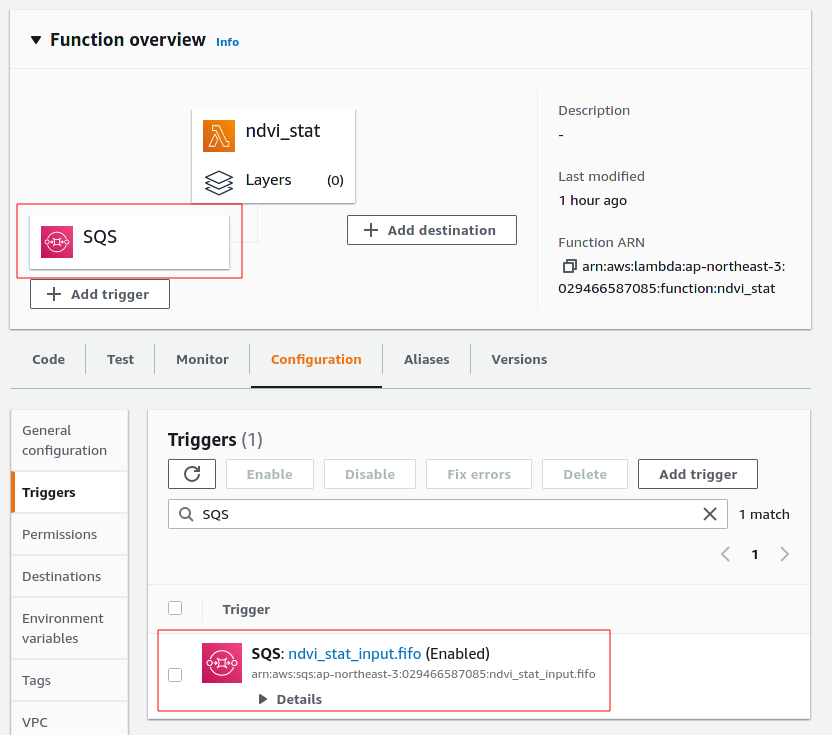 Function overview Info
ndvi_stat
Layers (0)
SQS
Add trigger
Add destination
Description
-
Last modified
1 hour ago
Function ARN
arn:aws:lambda:ap-northeast-3:
029466587085:function:ndvi_stat
Code Test Monitor Configuration Aliases Versions
General
configuration
Triggers
Permissions
Destinations
Environment
variables
Tags
VPC
Triggers (1)
Enable Disable Fix errors Delete Add trigger
SQS 1 match
1
Trigger
SQS: ndvi_stat_input.fifo (Enabled)
arn:aws:sqs:ap-northeast-3:029466587085:ndvi_stat_input.fifo
Details